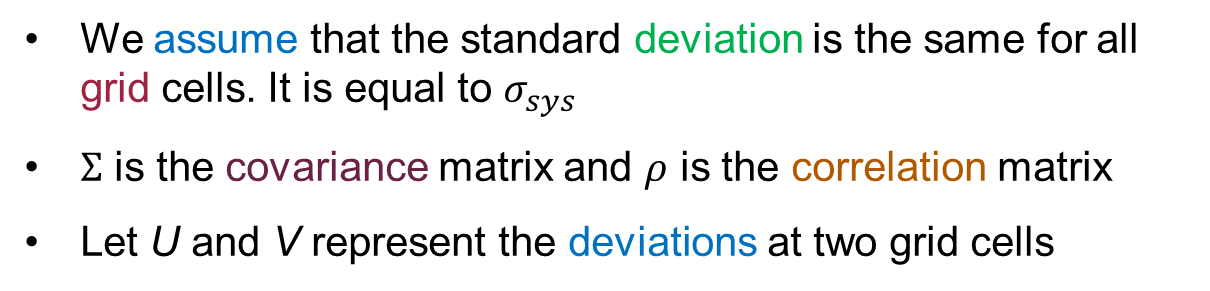 • We assume that the standard deviation is the same for all
grid cells. It is equal to σ_sys
• Σ is the covariance matrix and ρ is the correlation matrix
• Let U and V represent the deviations at two grid cells